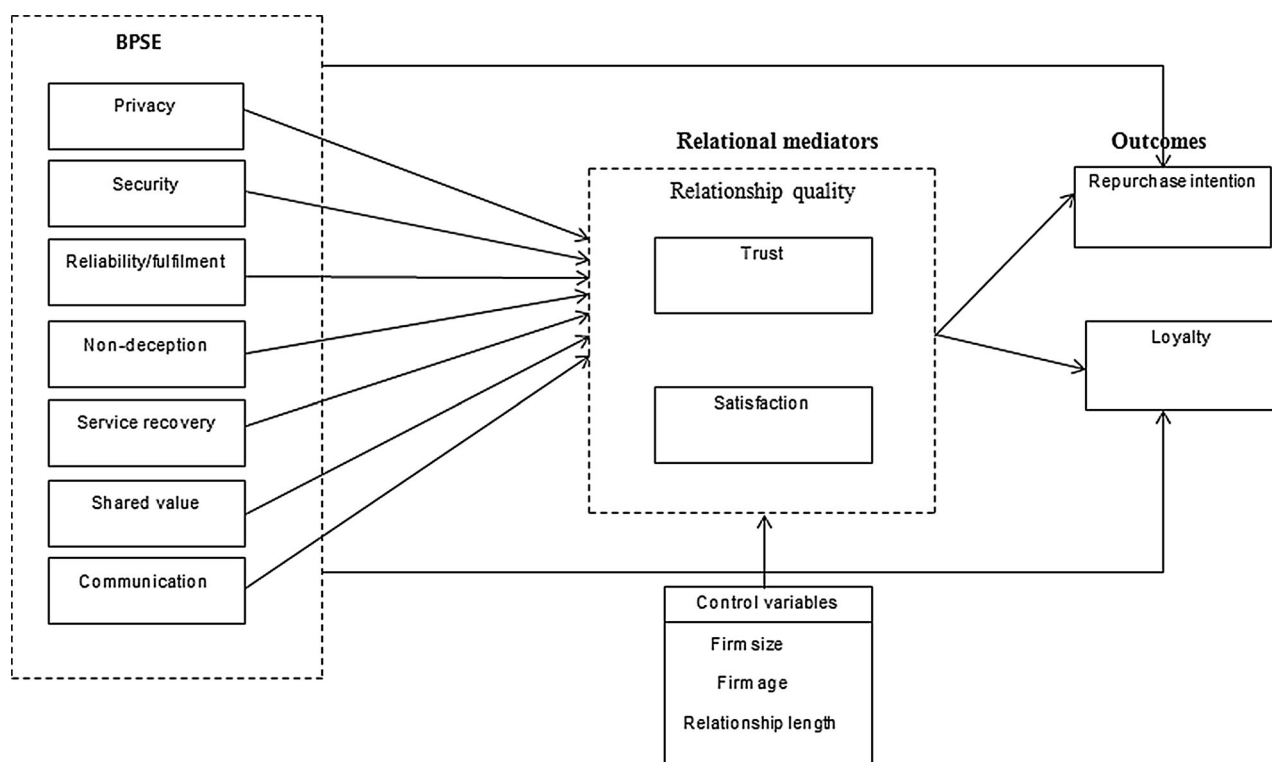 BPSE
Privacy
Security
Reliability/fulfilment
Non-deception
Service recovery
Shared value
Communication
Relational mediators
Relationship quality
Trust
Satisfaction
Control variables
Firm size
Firm age
Relationship length
Outcomes
Repurchase intention
Loyalty